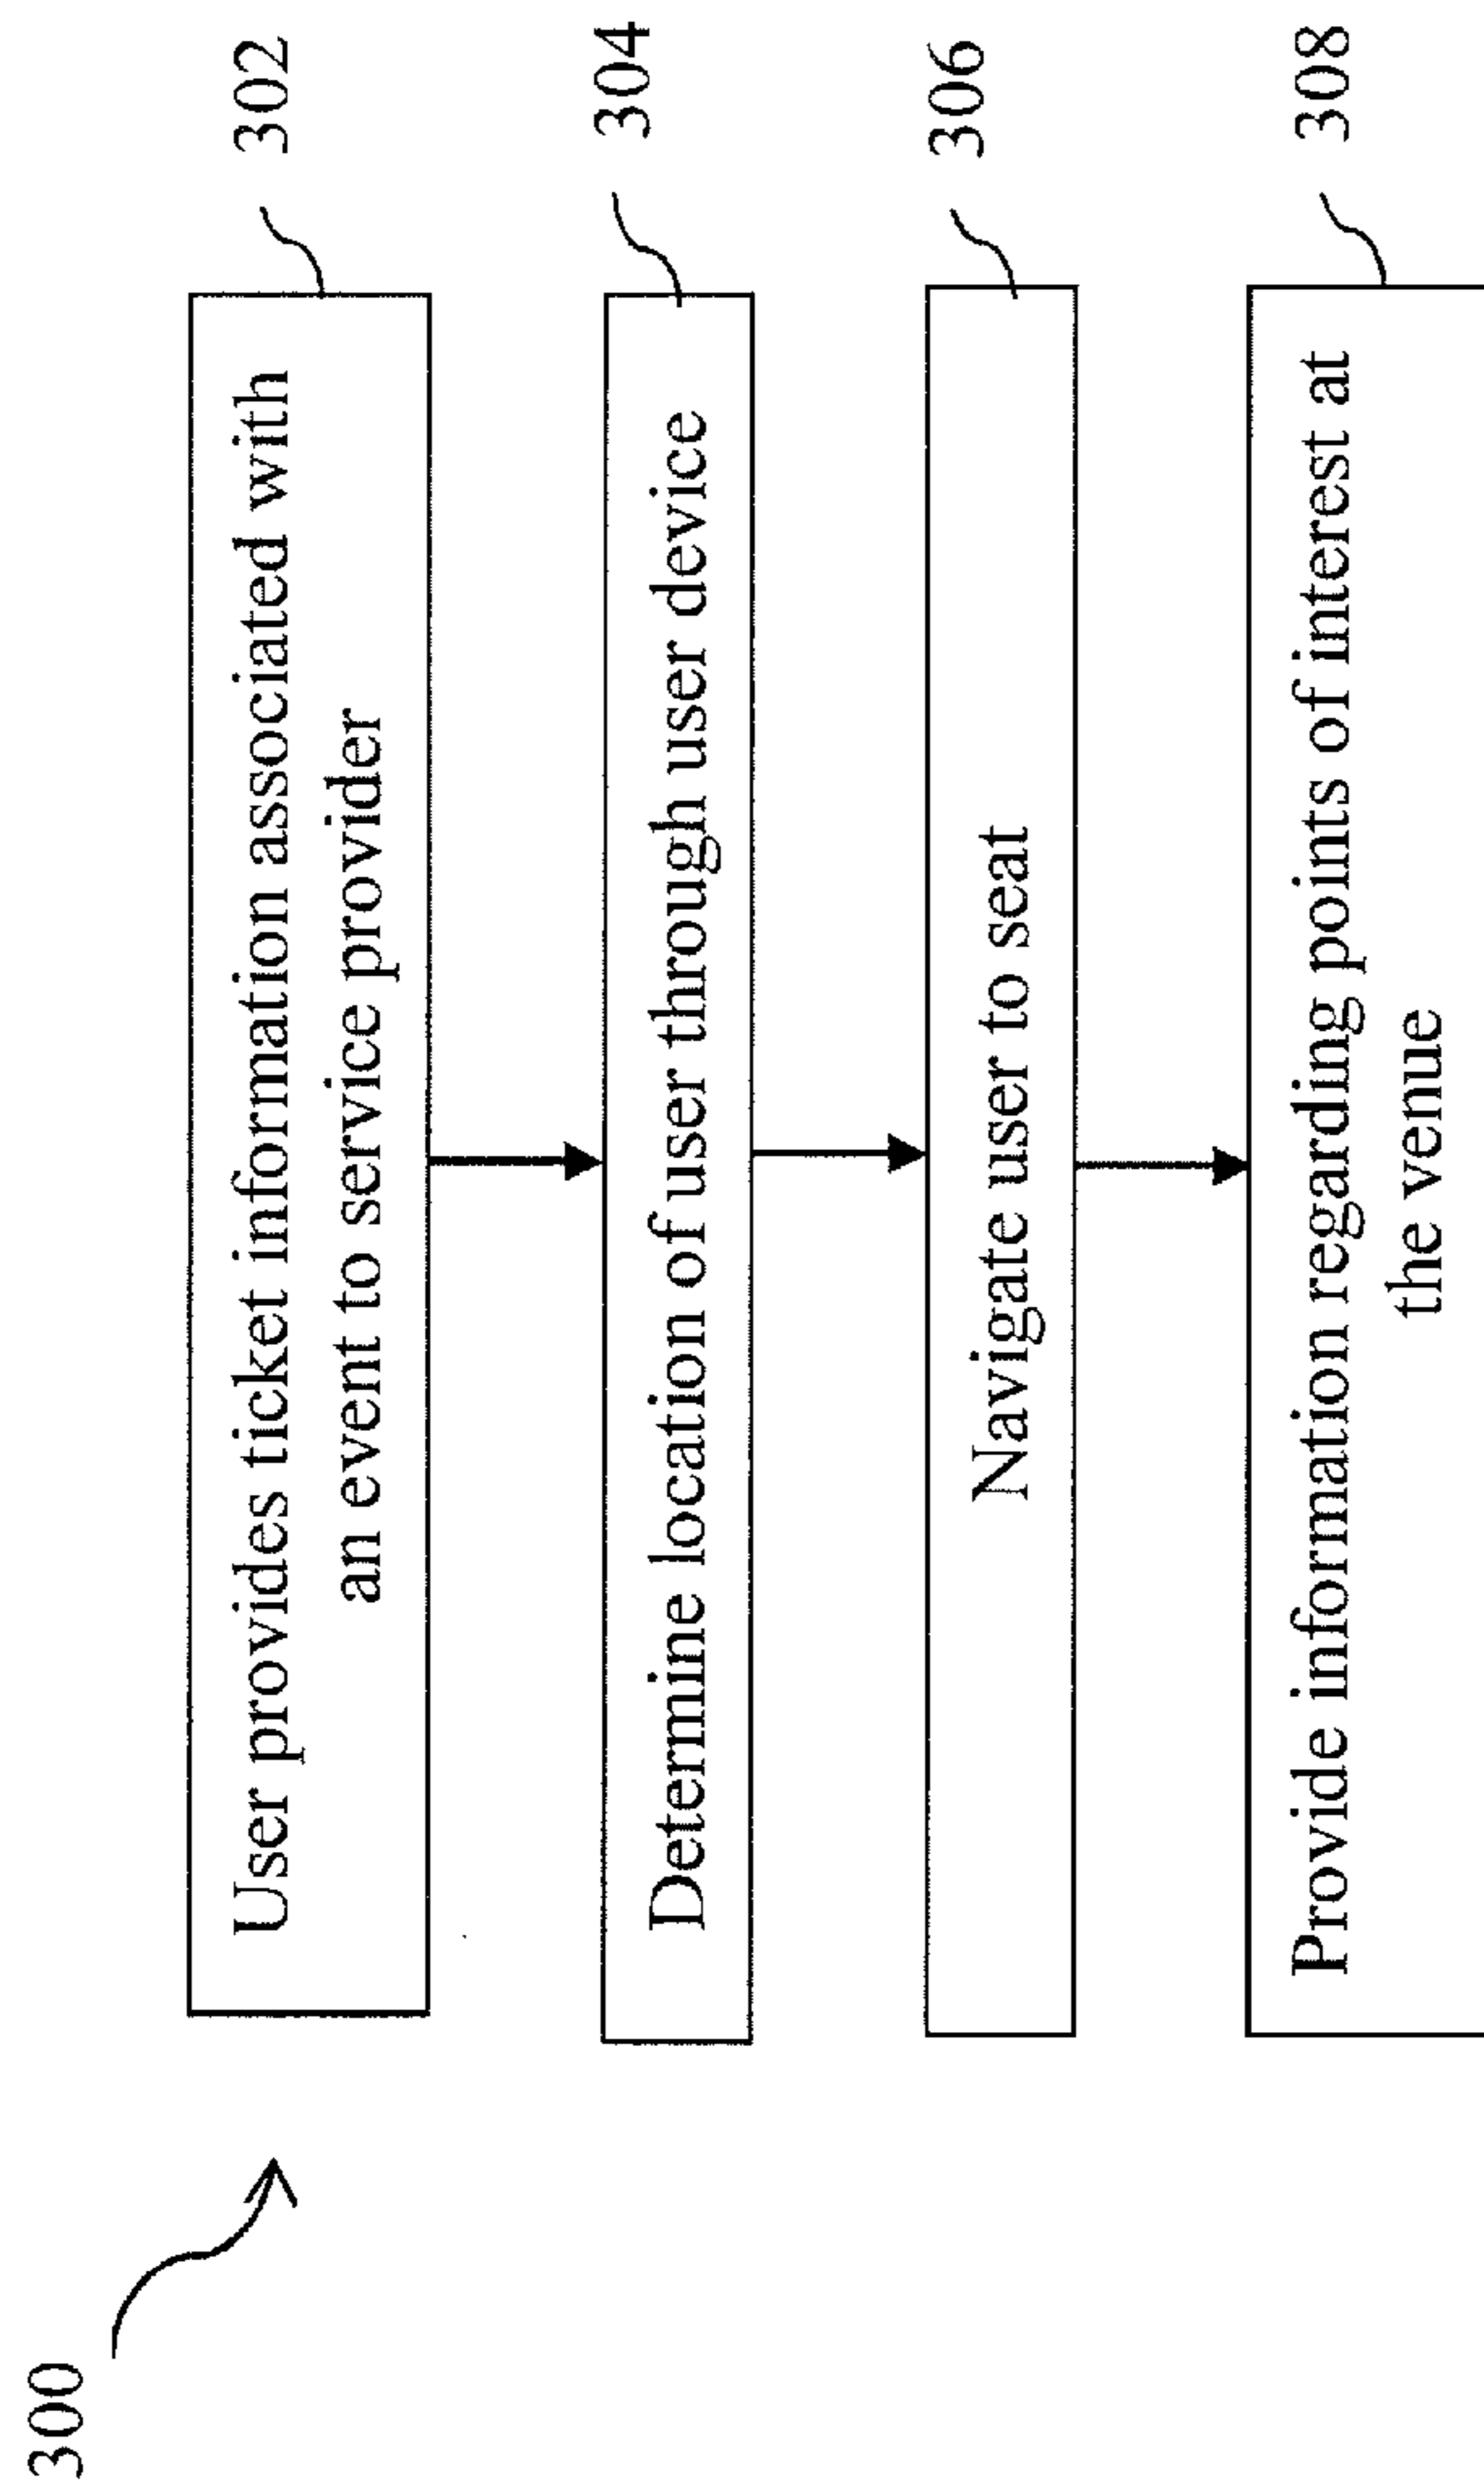 300
User provides ticket information associated with
an event to service provider
302
Determine location of user through user device
304
Navigate user to seat
306
Provide information regarding points of interest at
the venue
308